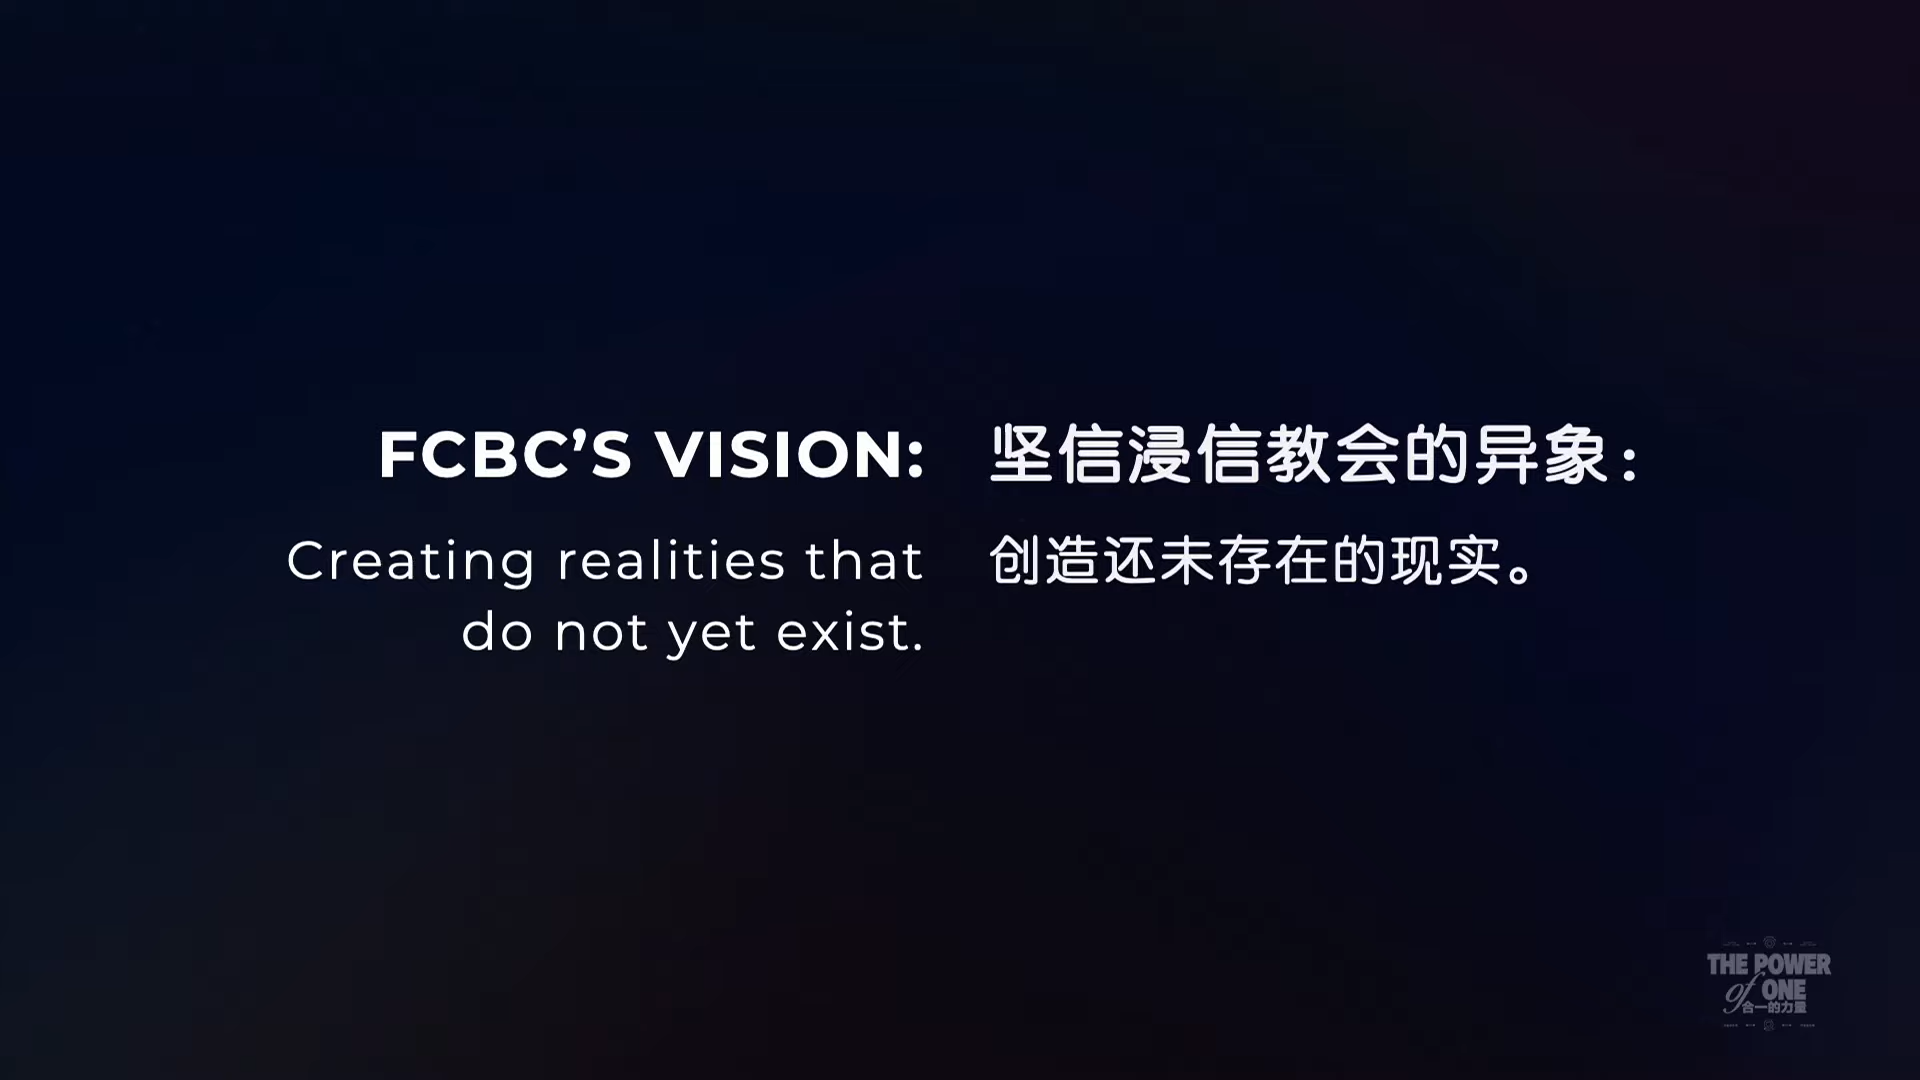 FCBC’S VISION:
Creating realities that
do not yet exist.
坚信浸信教会的异象：
创造还未存在的现实。
THE POWER
of ONE
合一的力量